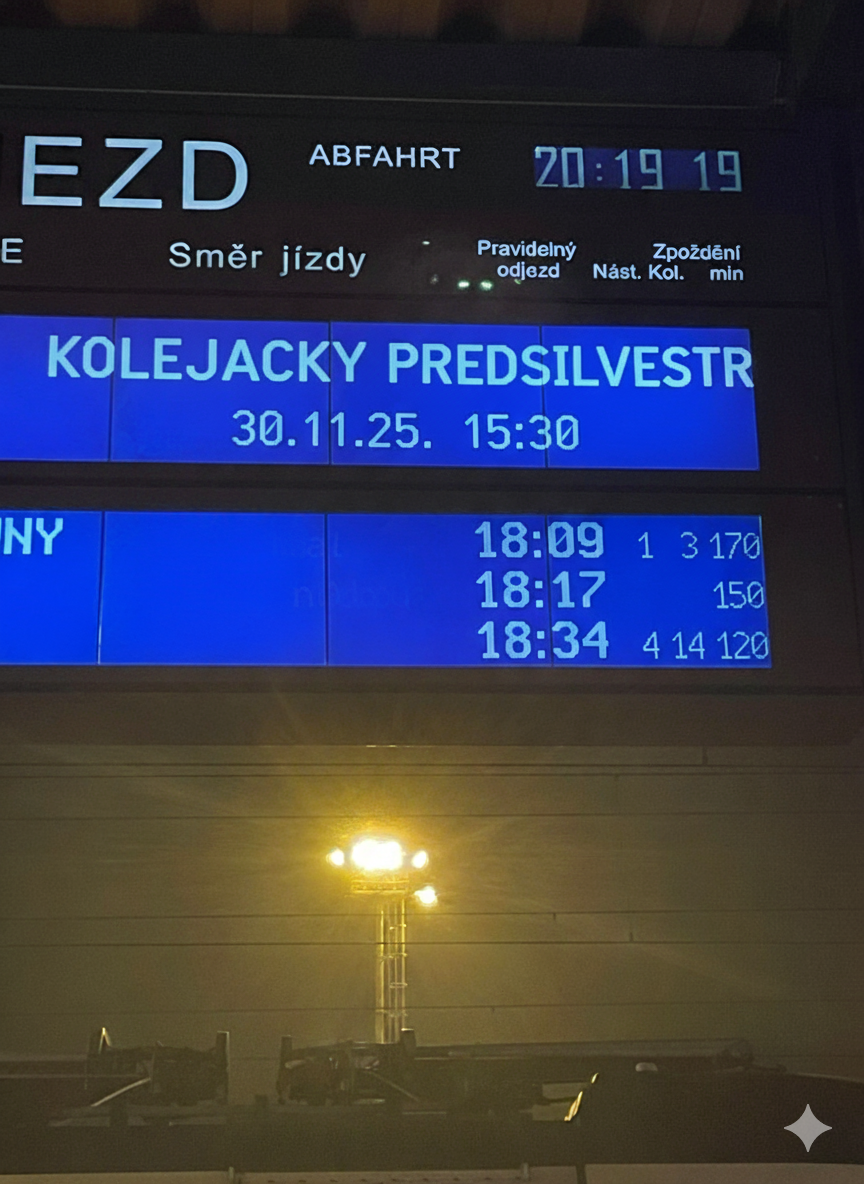 EZD ABFAHRT 20:19 19
E Směr jízdy Pravidelný odjezd Nást. Kol. Zpoždění min
KOLEJACKY PREDSILVESTR
30.11.25. 15:30
NY 18:09 1 3 170
18:17 150
18:34 4 14 120